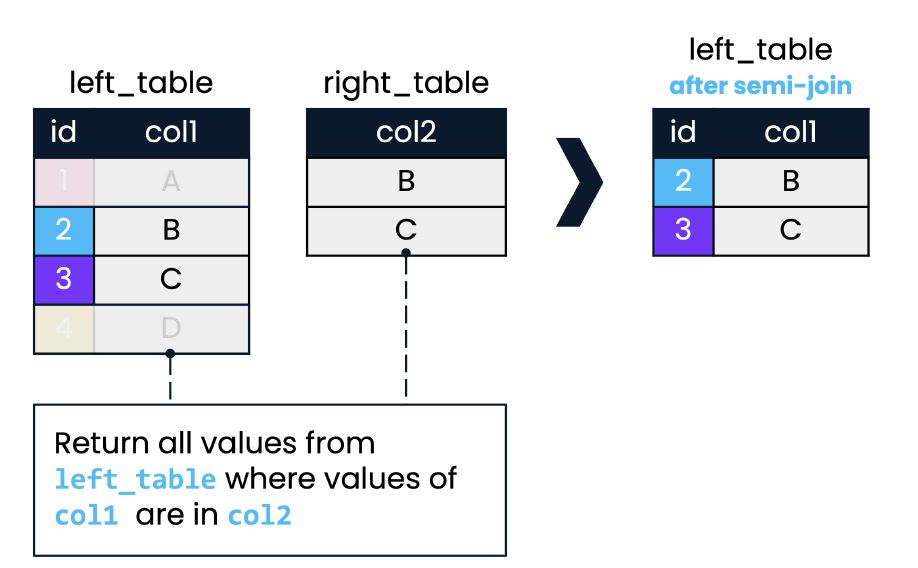 left_table
id col1
1 A
2 B
3 C
4 D
right_table
col2
B
C
left_table
after semi-join
id col1
2 B
3 C
Return all values from
left_table where values of
col1 are in col2